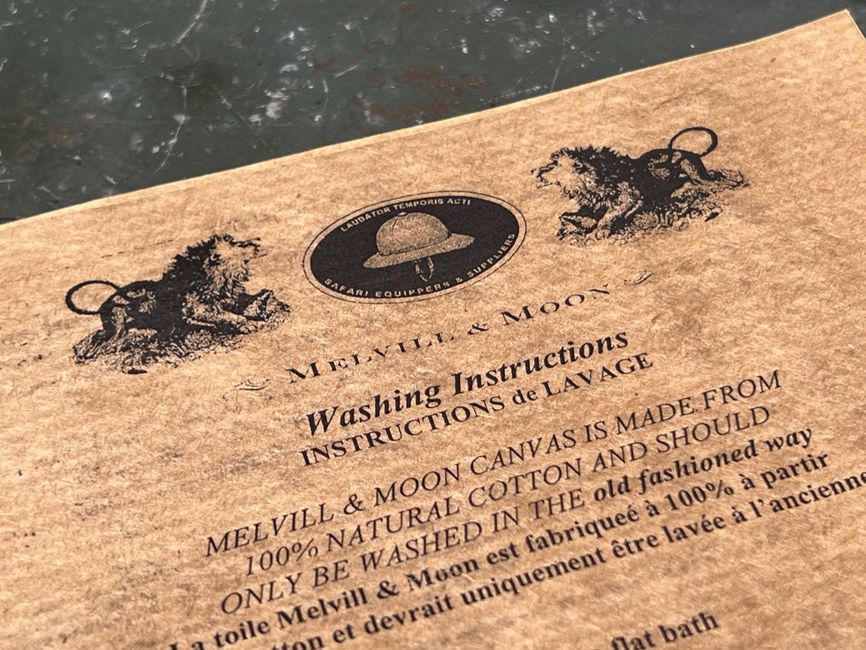 LAUDATOR TEMPORIS ACTI
SAFARI EQUIPPERS & SUPPLIERS
MELVILL & MOON
Washing Instructions
INSTRUCTIONS de LAVAGE
MELVILL & MOON CANVAS IS MADE FROM
100% NATURAL COTTON AND SHOULD
ONLY BE WASHED IN THE old fashioned way
La toile Melvill & Moon est fabriqueé à 100% à partir
et devrait uniquement être lavée à l'ancienne
flat bath